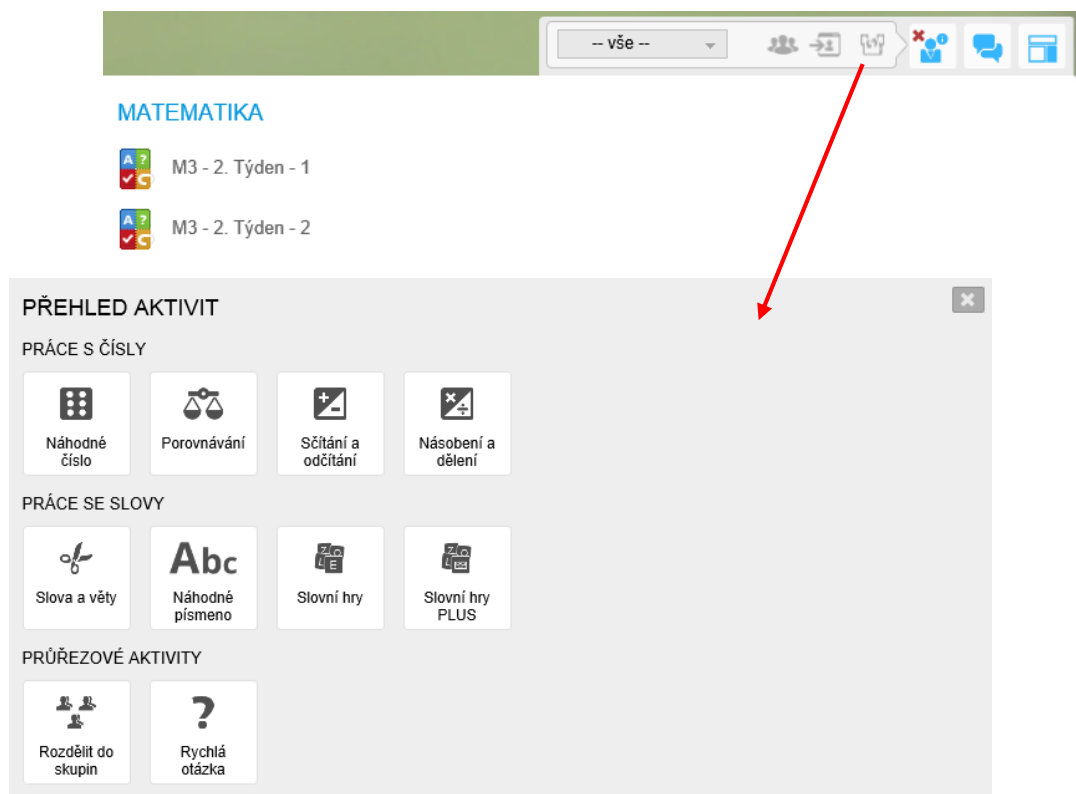 -- vše --
MATEMATIKA
M3 - 2. Týden - 1
M3 - 2. Týden - 2
PŘEHLED AKTIVIT
PRÁCE S ČÍSLY
Náhodné
číslo
Porovnávání
Sčítání a
odčítání
Násobení a
dělení
PRÁCE SE SLOVY
Slova a věty
Abc
Náhodné
písmeno
Slovní hry
Slovní hry
PLUS
PRŮŘEZOVÉ AKTIVITY
Rozdělit do
skupin
?
Rychlá
otázka